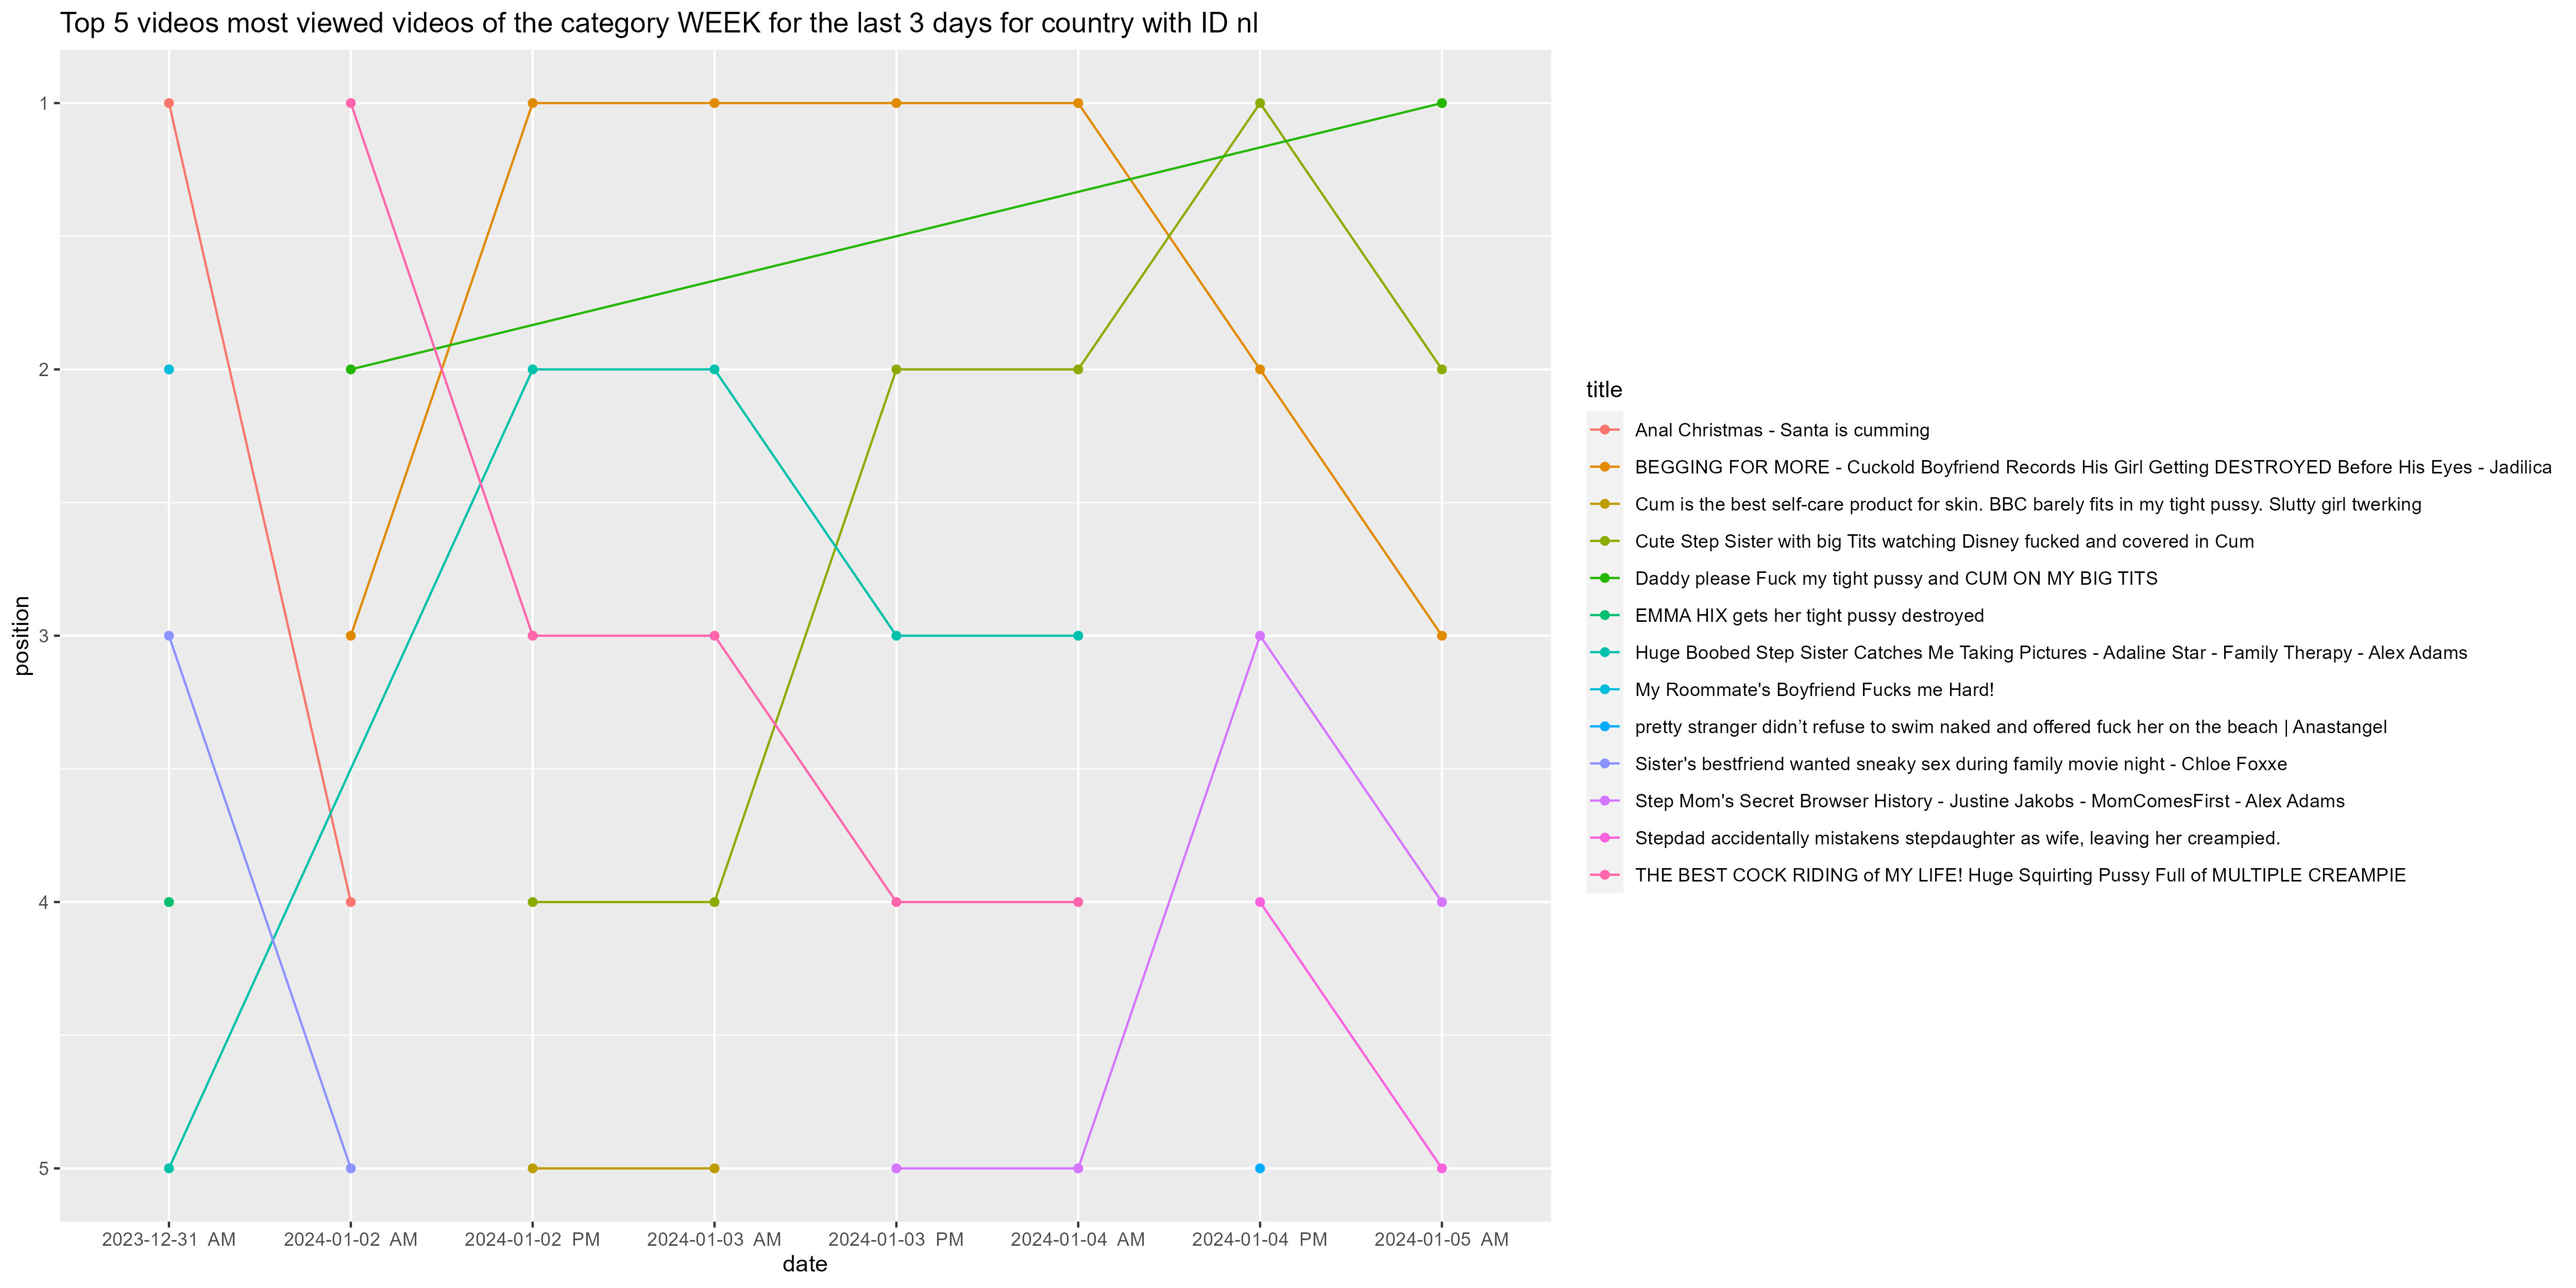 Top 5 videos most viewed videos of the category WEEK for the last 3 days for country with ID nl
position
1
2
3
4
5
2023-12-31 AM
2024-01-02 AM
2024-01-02 PM
2024-01-03 AM
2024-01-03 PM
2024-01-04 AM
2024-01-04 PM
2024-01-05 AM
date
title
Anal Christmas - Santa is cumming
BEGGING FOR MORE - Cuckold Boyfriend Records His Girl Getting DESTROYED Before His Eyes - Jadilica
Cum is the best self-care product for skin. BBC barely fits in my tight pussy. Slutty girl twerking
Cute Step Sister with big Tits watching Disney fucked and covered in Cum
Daddy please Fuck my tight pussy and CUM ON MY BIG TITS
EMMA HIX gets her tight pussy destroyed
Huge Boobed Step Sister Catches Me Taking Pictures - Adaline Star - Family Therapy - Alex Adams
My Roommate's Boyfriend Fucks me Hard!
pretty stranger didn’t refuse to swim naked and offered fuck her on the beach | Anastangel
Sister's bestfriend wanted sneaky sex during family movie night - Chloe Foxxe
Step Mom's Secret Browser History - Justine Jakobs - MomComesFirst - Alex Adams
Stepdad accidentally mistakens stepdaughter as wife, leaving her creampied.
THE BEST COCK RIDING of MY LIFE! Huge Squirting Pussy Full of MULTIPLE CREAMPIE